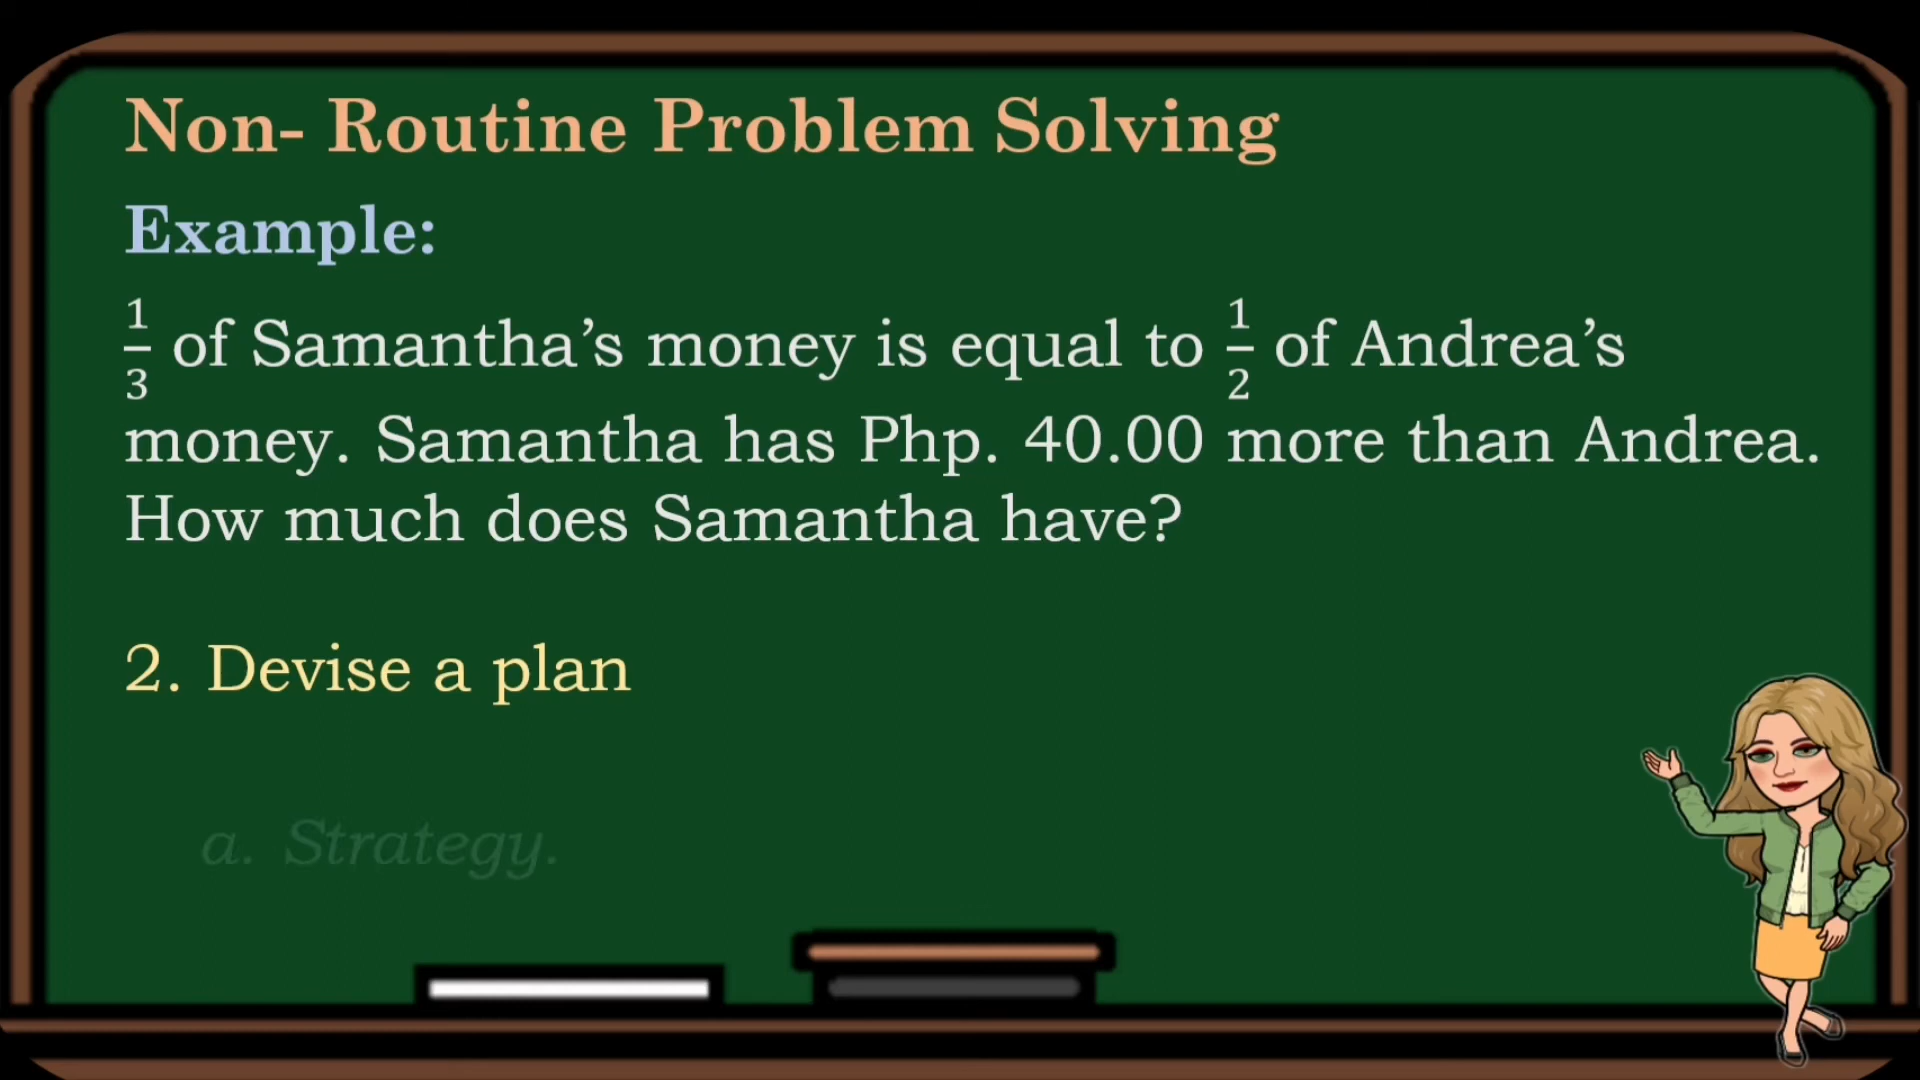 Non- Routine Problem Solving
Example:
1/3 of Samantha’s money is equal to 1/2 of Andrea’s
money. Samantha has Php. 40.00 more than Andrea.
How much does Samantha have?
2. Devise a plan
a. Strategy.